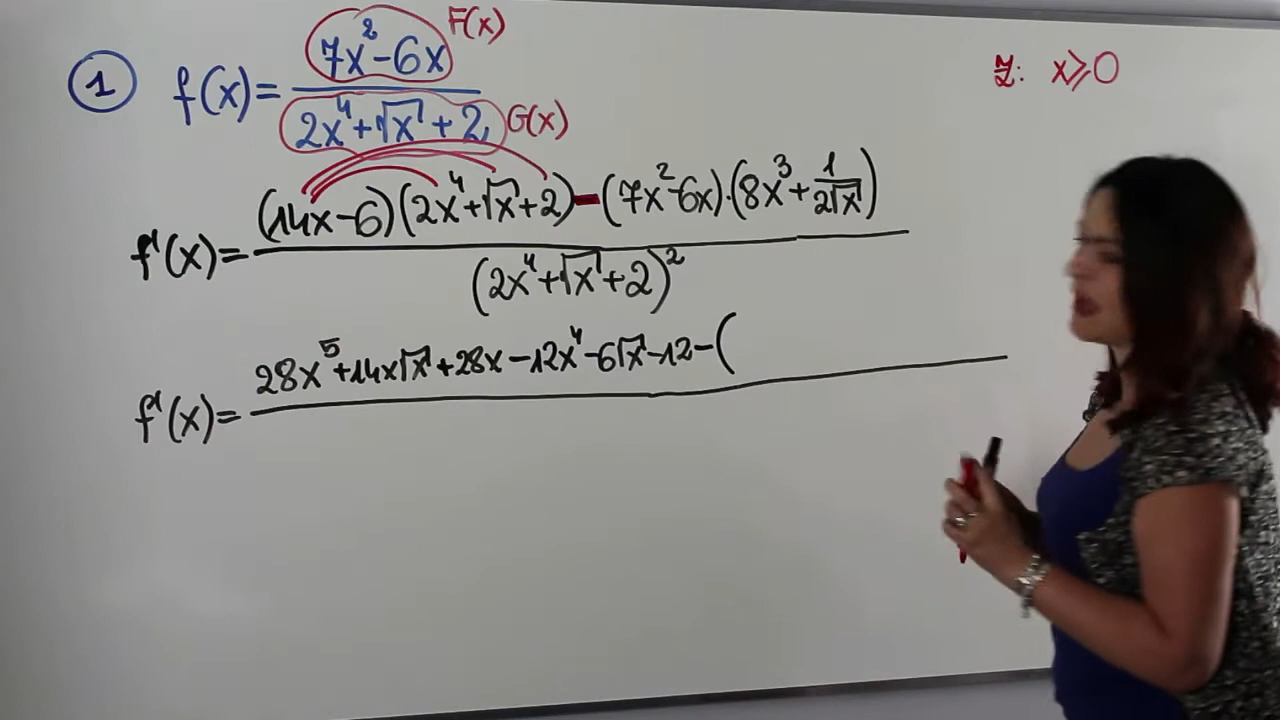 1 f(x)= (7x²-6x)/(2x⁴+√x+2) F(x) G(x)
Z: x⩾0
f'(x)= ((14x-6)(2x⁴+√x+2)-(7x²-6x)·(8x³+1/(2√x)))/(2x⁴+√x+2)²
f'(x)= 28x⁵+14x√x+28x-12x⁴-6√x-12-(